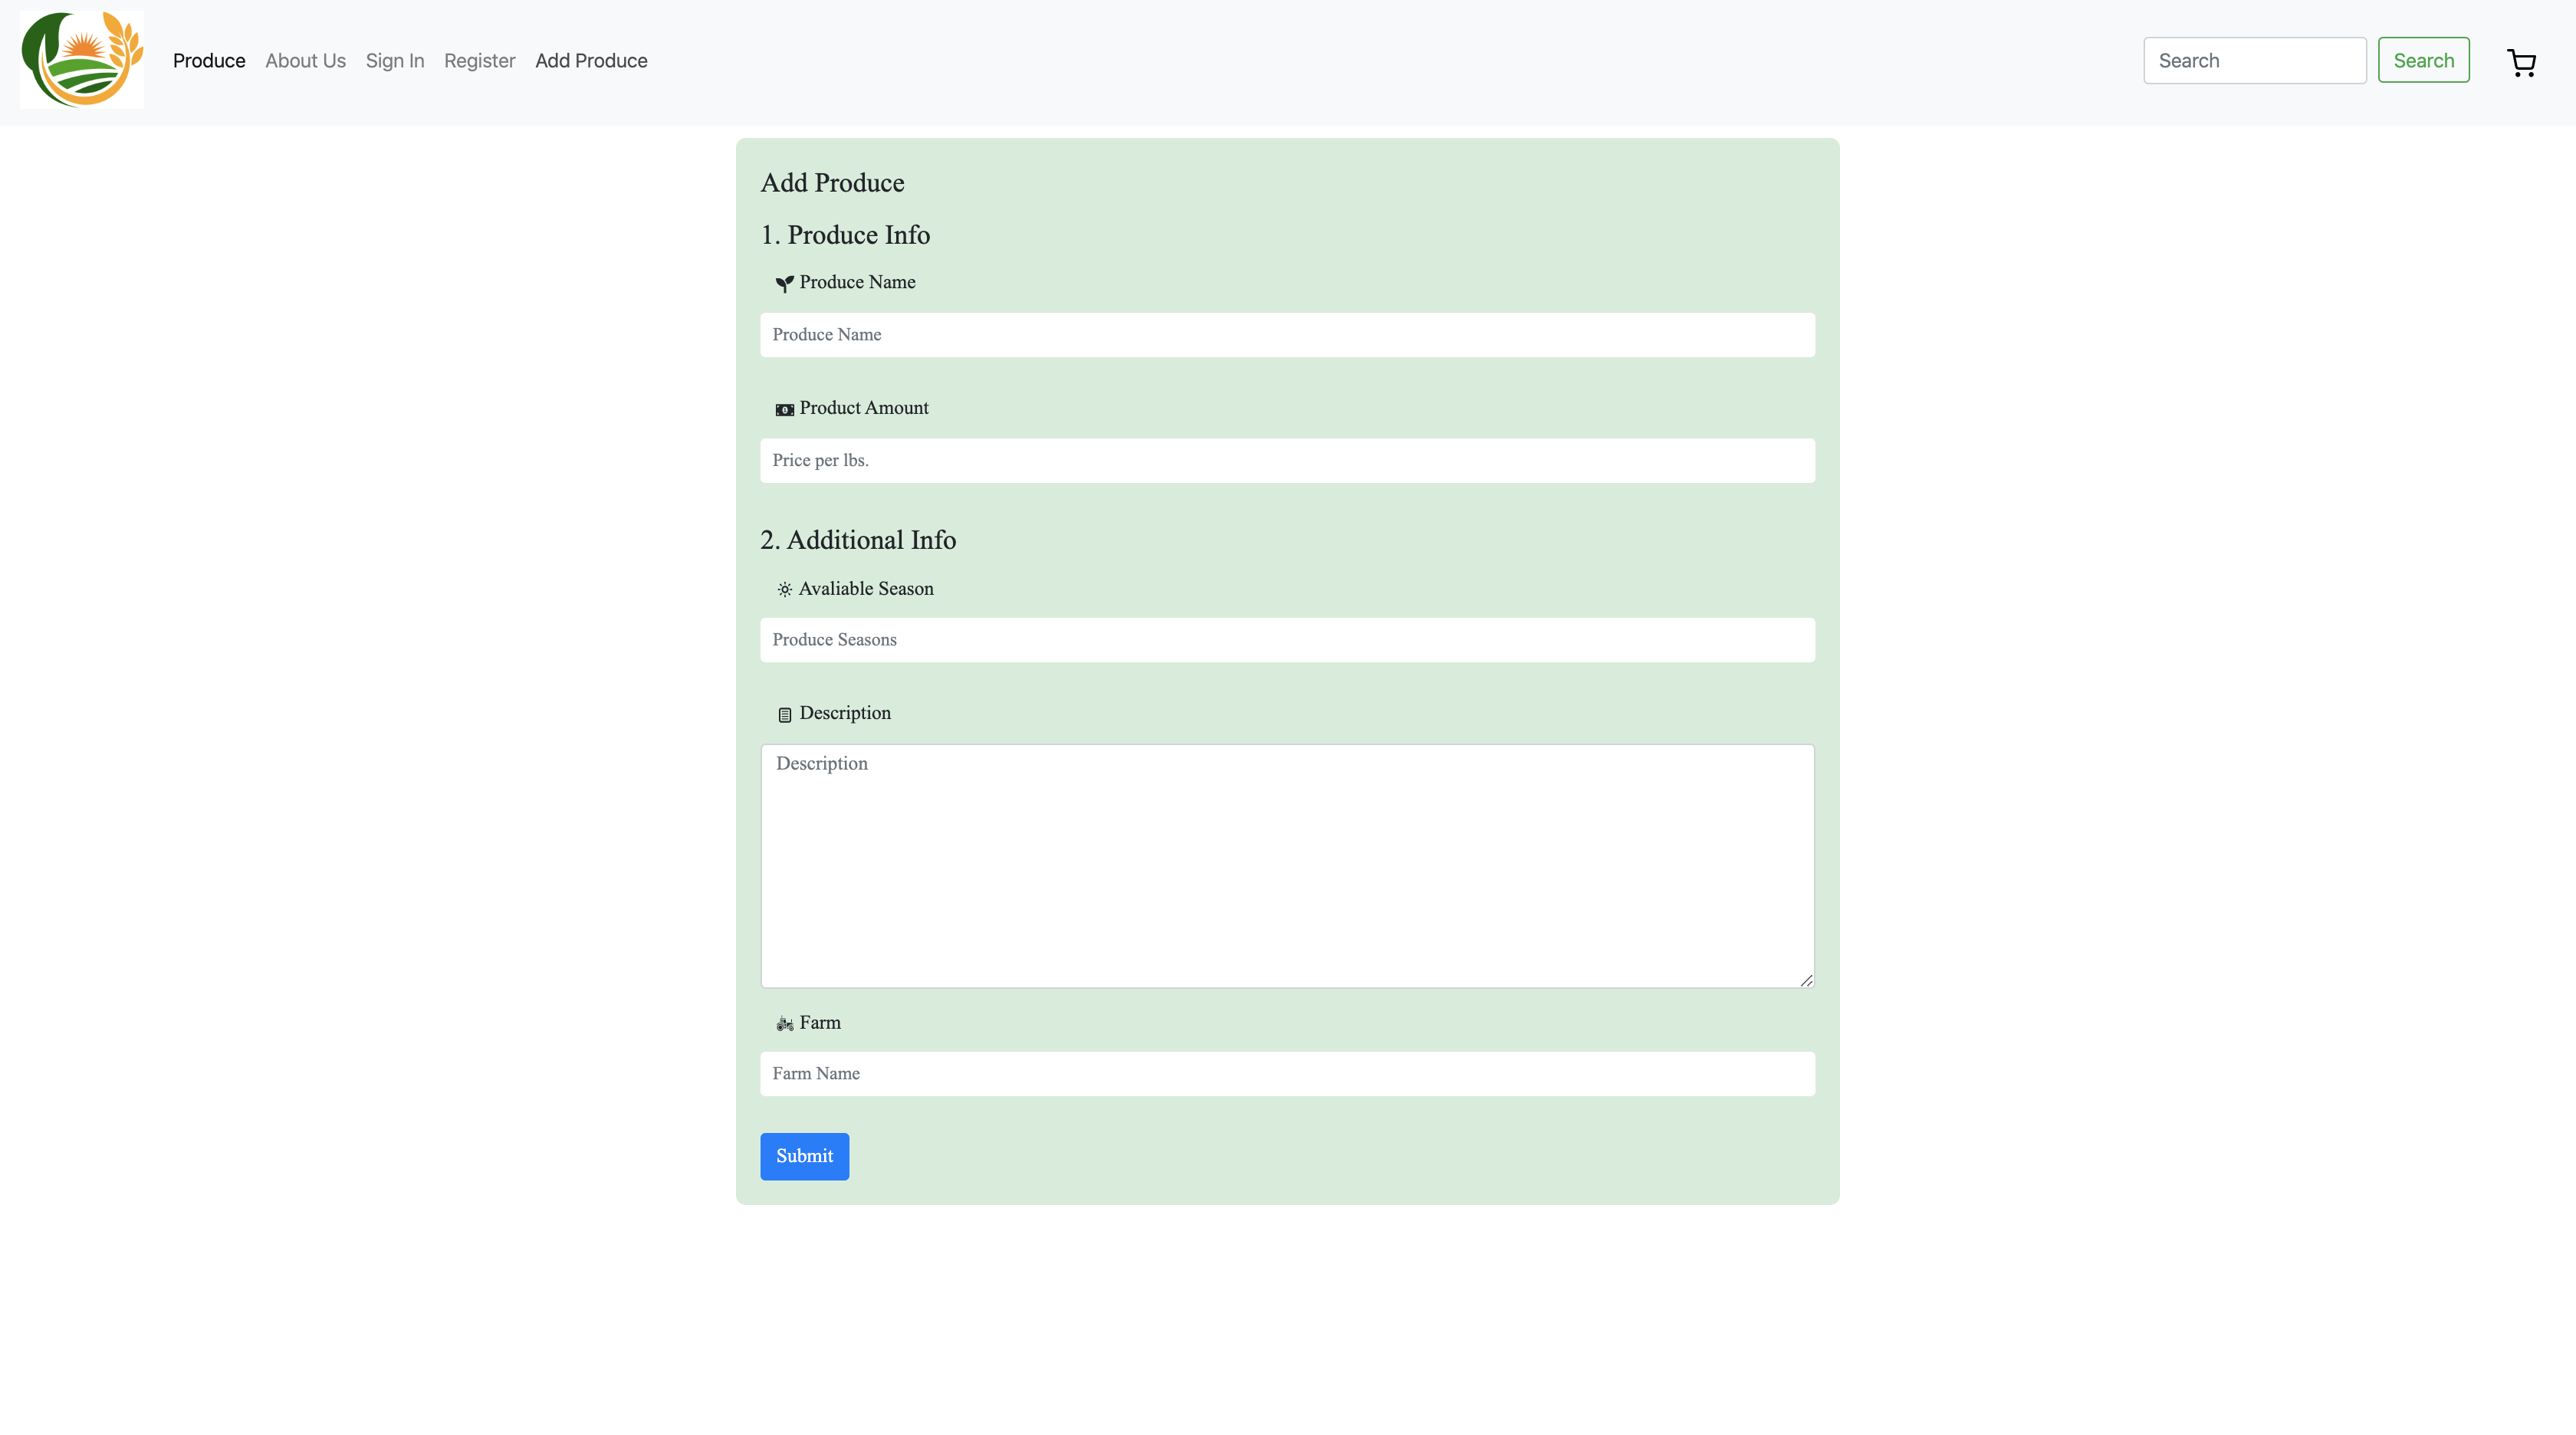 Produce About Us Sign In Register Add Produce Search Search
Add Produce
1. Produce Info
Produce Name
Produce Name
Product Amount
Price per lbs.
2. Additional Info
Avaliable Season
Produce Seasons
Description
Description
Farm
Farm Name
Submit